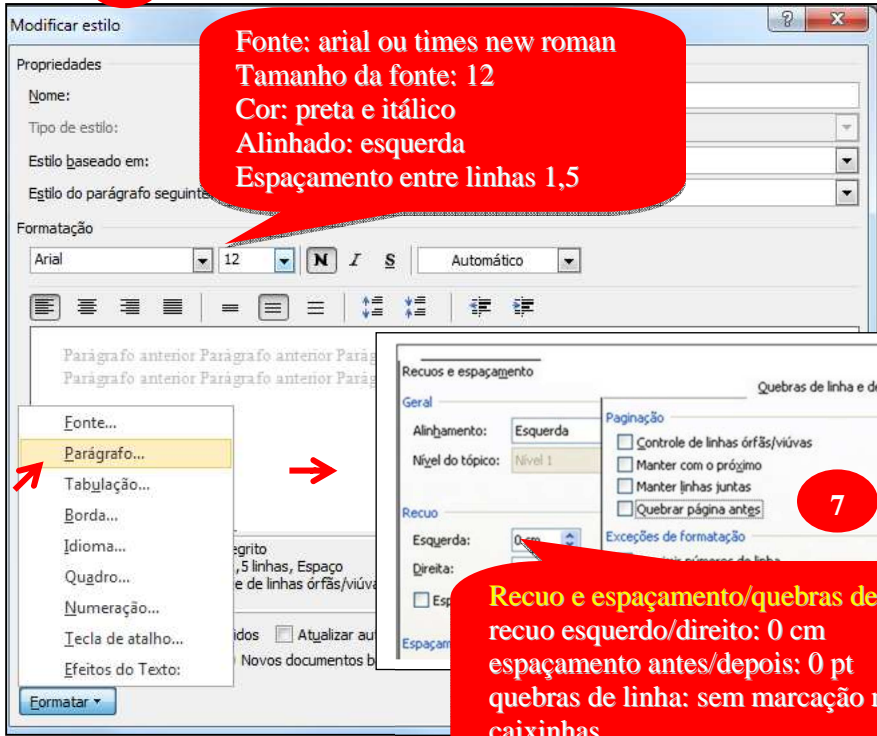 Modificar estilo
Fonte: arial ou times new roman
Tamanho da fonte: 12
Cor: preta e itálico
Alinhado: esquerda
Espaçamento entre linhas 1,5
Propriedades
Nome:
Tipo de estilo:
Estilo baseado em:
Estilo do parágrafo seguinte
Formatação
Arial 12 N I S Automático
Parágrafo anterior Parágrafo anterior
Parágrafo anterior Parágrafo anterior
Recuos e espaçamento
Quebras de linha e
Geral
Alinhamento: Esquerda
Nível do tópico: Nível 1
Recuo
Esquerda: 0 cm
Direita:
Paginação
Controle de linhas órfãs/viúvas
Manter com o próximo
Manter linhas juntas
Quebrar página antes
Exceções de formatação
7
Fonte...
Parágrafo...
Tabulação...
Borda...
Idioma...
Quadro...
Numeração...
Tecla de atalho...
Efeitos do Texto:
Formatar
,5 linhas, Espaço
e de linhas órfãs/viúva
Atualizar
Novos documentos
Recuo e espaçamento/quebras de
recuo esquerdo/direito: 0 cm
espaçamento antes/depois: 0 pt
quebras de linha: sem marcação
caixinhas